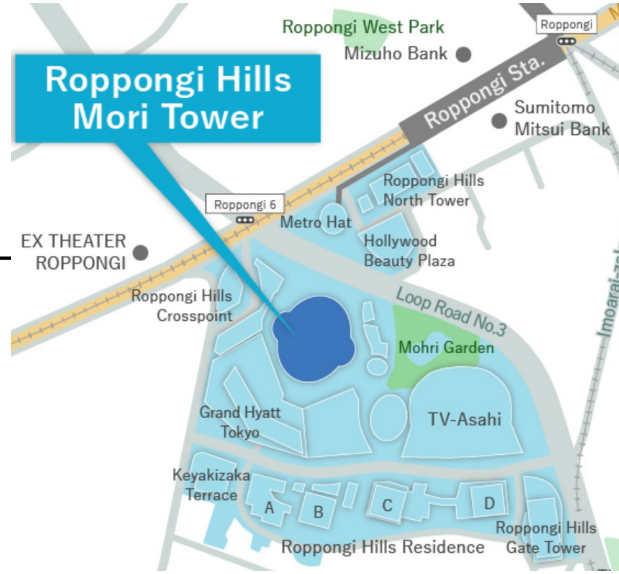 Roppongi West Park
Roppongi
Mizuho Bank
Roppongi Sta.
Roppongi Hills
Mori Tower
Sumitomo
Mitsui Bank
Roppongi Hills
North Tower
Roppongi 6
Metro Hat
EX THEATER
ROPPONGI
Hollywood
Beauty Plaza
Roppongi Hills
Crosspoint
Loop Road No.3
Mohri Garden
Grand Hyatt
Tokyo
TV-Asahi
Keyakizaka
Terrace
A
B
C
D
Roppongi Hills
Gate Tower
Roppongi Hills Residence